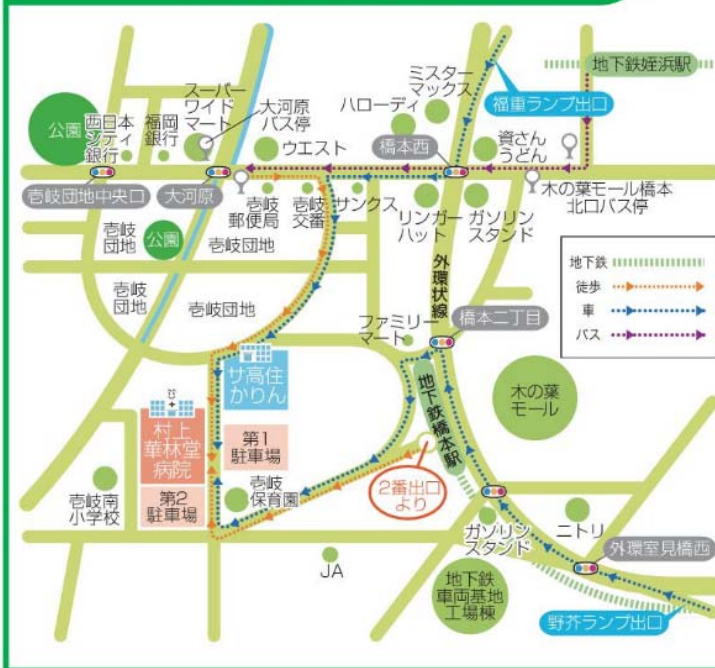 地下鉄姪浜駅
ミスター
マックス
福重ランプ出口
スーパー
ワイド
マート
大河原
バス停
ハローディ
公園
西日本
シティ
銀行
福岡
銀行
ウエスト
橋本西
資さん
うどん
壱岐団地中央口
大河原
壱岐
郵便局
壱岐
交番
サンクス
リンガー
ハット
ガソリン
スタンド
木の葉モール橋本
北口バス停
壱岐
団地
公園
壱岐団地
外環状線
地下鉄
徒歩
車
バス
壱岐
団地
壱岐団地
ファミリー
マート
橋本二丁目
サ高住
かりん
地下鉄橋本駅
木の葉
モール
村上
華林堂
病院
第1
駐車場
2番出口
より
壱岐南
小学校
第2
駐車場
壱岐
保育園
ガソリン
スタンド
ニトリ
外環室見橋西
JA
地下鉄
車両基地
工場棟
野芥ランプ出口